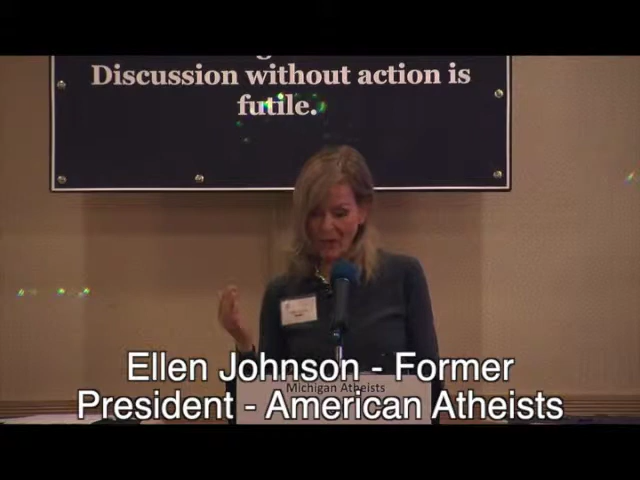 Discussion without action is
futile.
Michigan Atheists
Ellen Johnson - Former
President - American Atheists